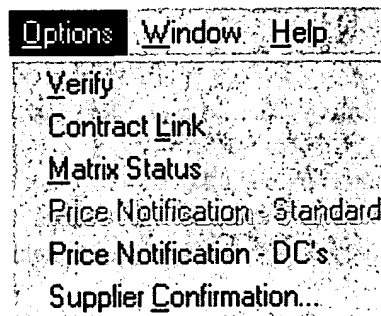 Options Window Help
Verify
Contract Link
Matrix Status
Price Notification - Standard
Price Notification - DC's
Supplier Confirmation...